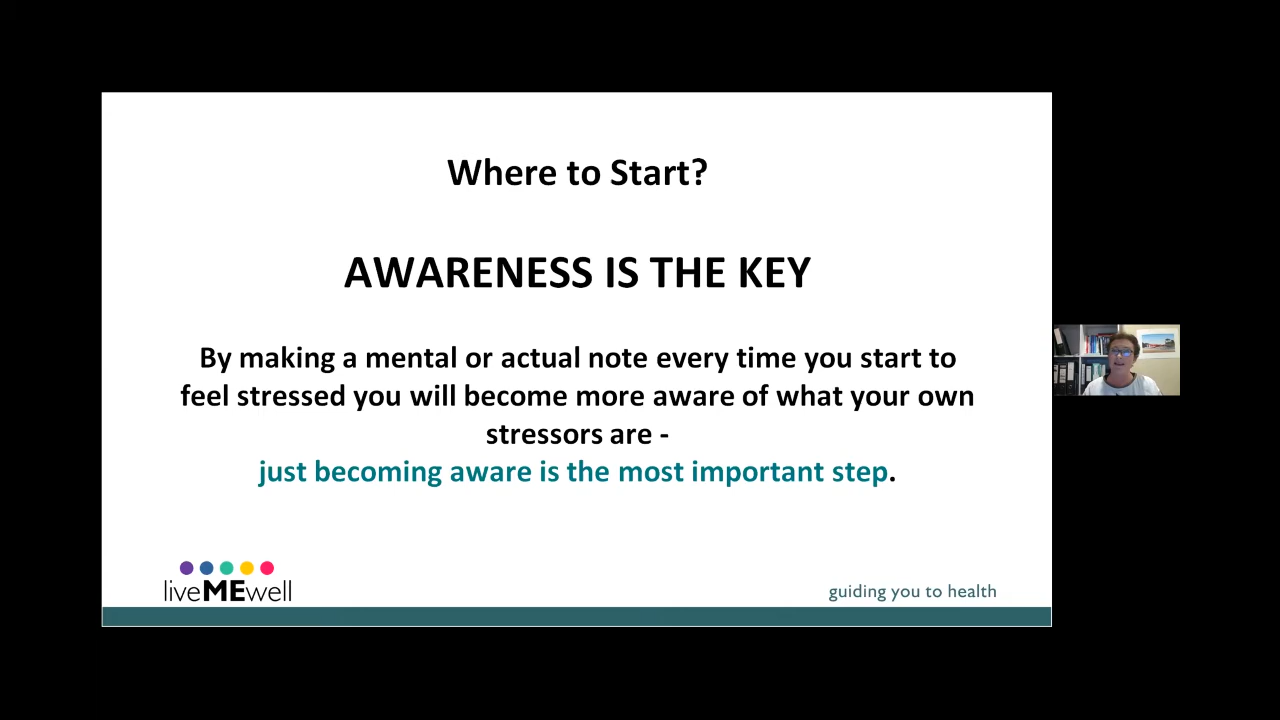 Where to Start?
AWARENESS IS THE KEY
By making a mental or actual note every time you start to
feel stressed you will become more aware of what your own
stressors are -
just becoming aware is the most important step.
liveMEwell
guiding you to health